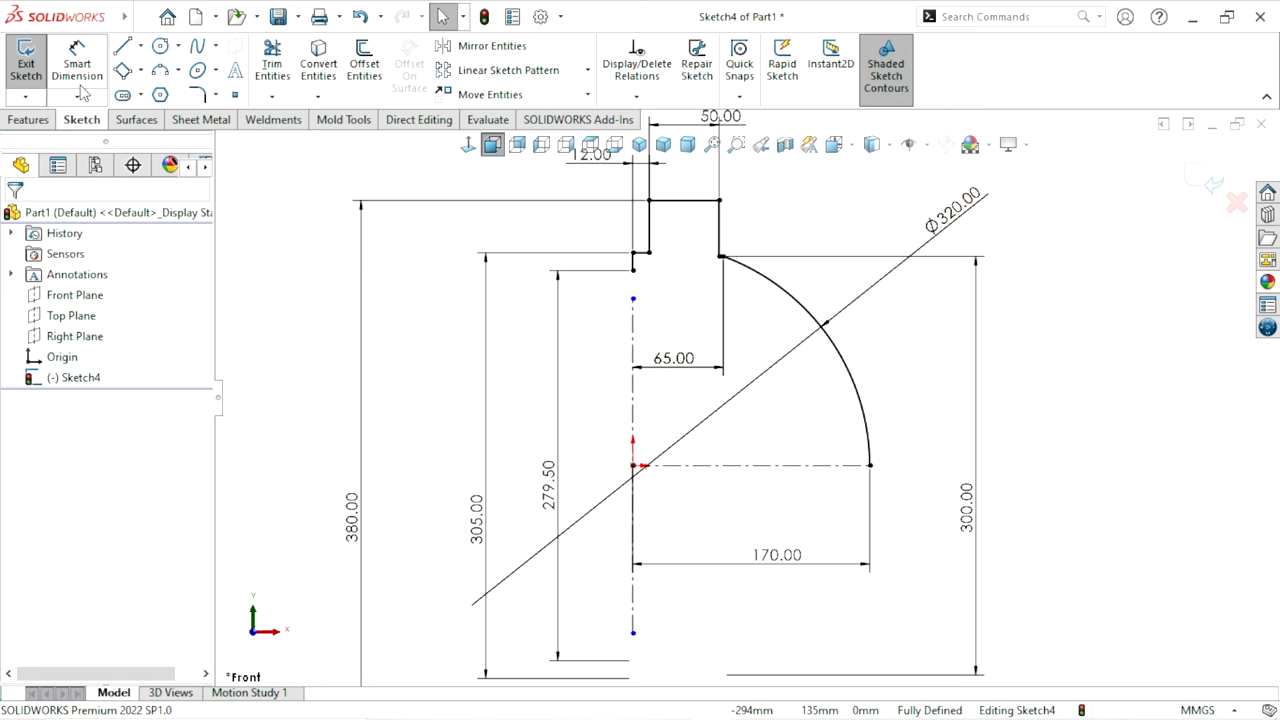 SOLIDWORKS
Sketch4 of Part1 *
Search Commands
Exit Sketch
Smart Dimension
Trim Entities
Convert Entities
Offset Entities
Offset On Surface
Mirror Entities
Linear Sketch Pattern
Move Entities
Display/Delete Relations
Repair Sketch
Quick Snaps
Rapid Sketch
Instant2D
Shaded Sketch Contours
Features
Sketch
Surfaces
Sheet Metal
Weldments
Mold Tools
Direct Editing
Evaluate
SOLIDWORKS Add-Ins
50.00
12.00
Part1 (Default) <<Default>_Display Sta
History
Sensors
Annotations
Front Plane
Top Plane
Right Plane
Origin
(-) Sketch4
Ø320.00
65.00
380.00
305.00
279.50
300.00
170.00
Y
X
*Front
Model
3D Views
Motion Study 1
SOLIDWORKS Premium 2022 SP1.0
-294mm
135mm
0mm
Fully Defined
Editing Sketch4
MMGS